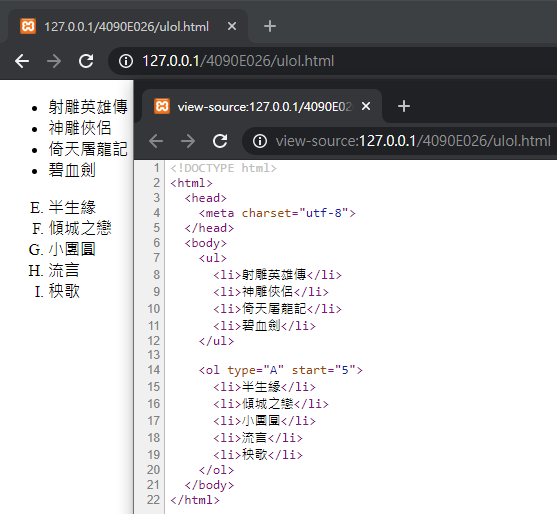 127.0.0.1/4090E026/ulol.html
127.0.0.1/4090E026/ulol.html
• 射雕英雄傳
• 神雕俠侶
• 倚天屠龍記
• 碧血劍
E. 半生緣
F. 傾城之戀
G. 小團圓
H. 流言
I. 秧歌
view-source:127.0.0.1/4090E02
view-source:127.0.0.1/4090E026/ulol.html
1 <!DOCTYPE html>
2 <html>
3 <head>
4 <meta charset="utf-8">
5 </head>
6 <body>
7 <ul>
8 <li>射雕英雄傳</li>
9 <li>神雕俠侶</li>
10 <li>倚天屠龍記</li>
11 <li>碧血劍</li>
12 </ul>
13
14 <ol type="A" start="5">
15 <li>半生緣</li>
16 <li>傾城之戀</li>
17 <li>小團圓</li>
18 <li>流言</li>
19 <li>秧歌</li>
20 </ol>
21 </body>
22 </html>